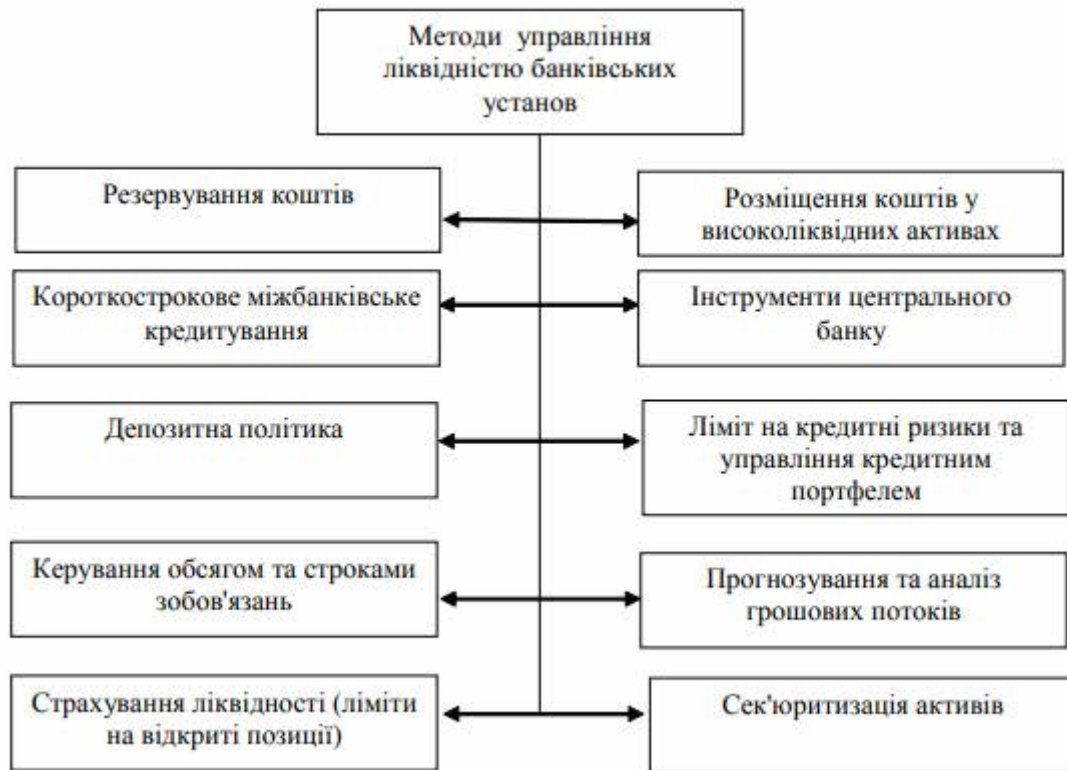 Методи управління
ліквідністю банківських
установ
Резервування коштів
Розміщення коштів у
високоліквідних активах
Короткострокове міжбанківське
кредитування
Інструменти центрального
банку
Депозитна політика
Ліміт на кредитні ризики та
управління кредитним
портфелем
Керування обсягом та строками
зобов'язань
Прогнозування та аналіз
грошових потоків
Страхування ліквідності (ліміти
на відкриті позиції)
Сек'юритизація активів